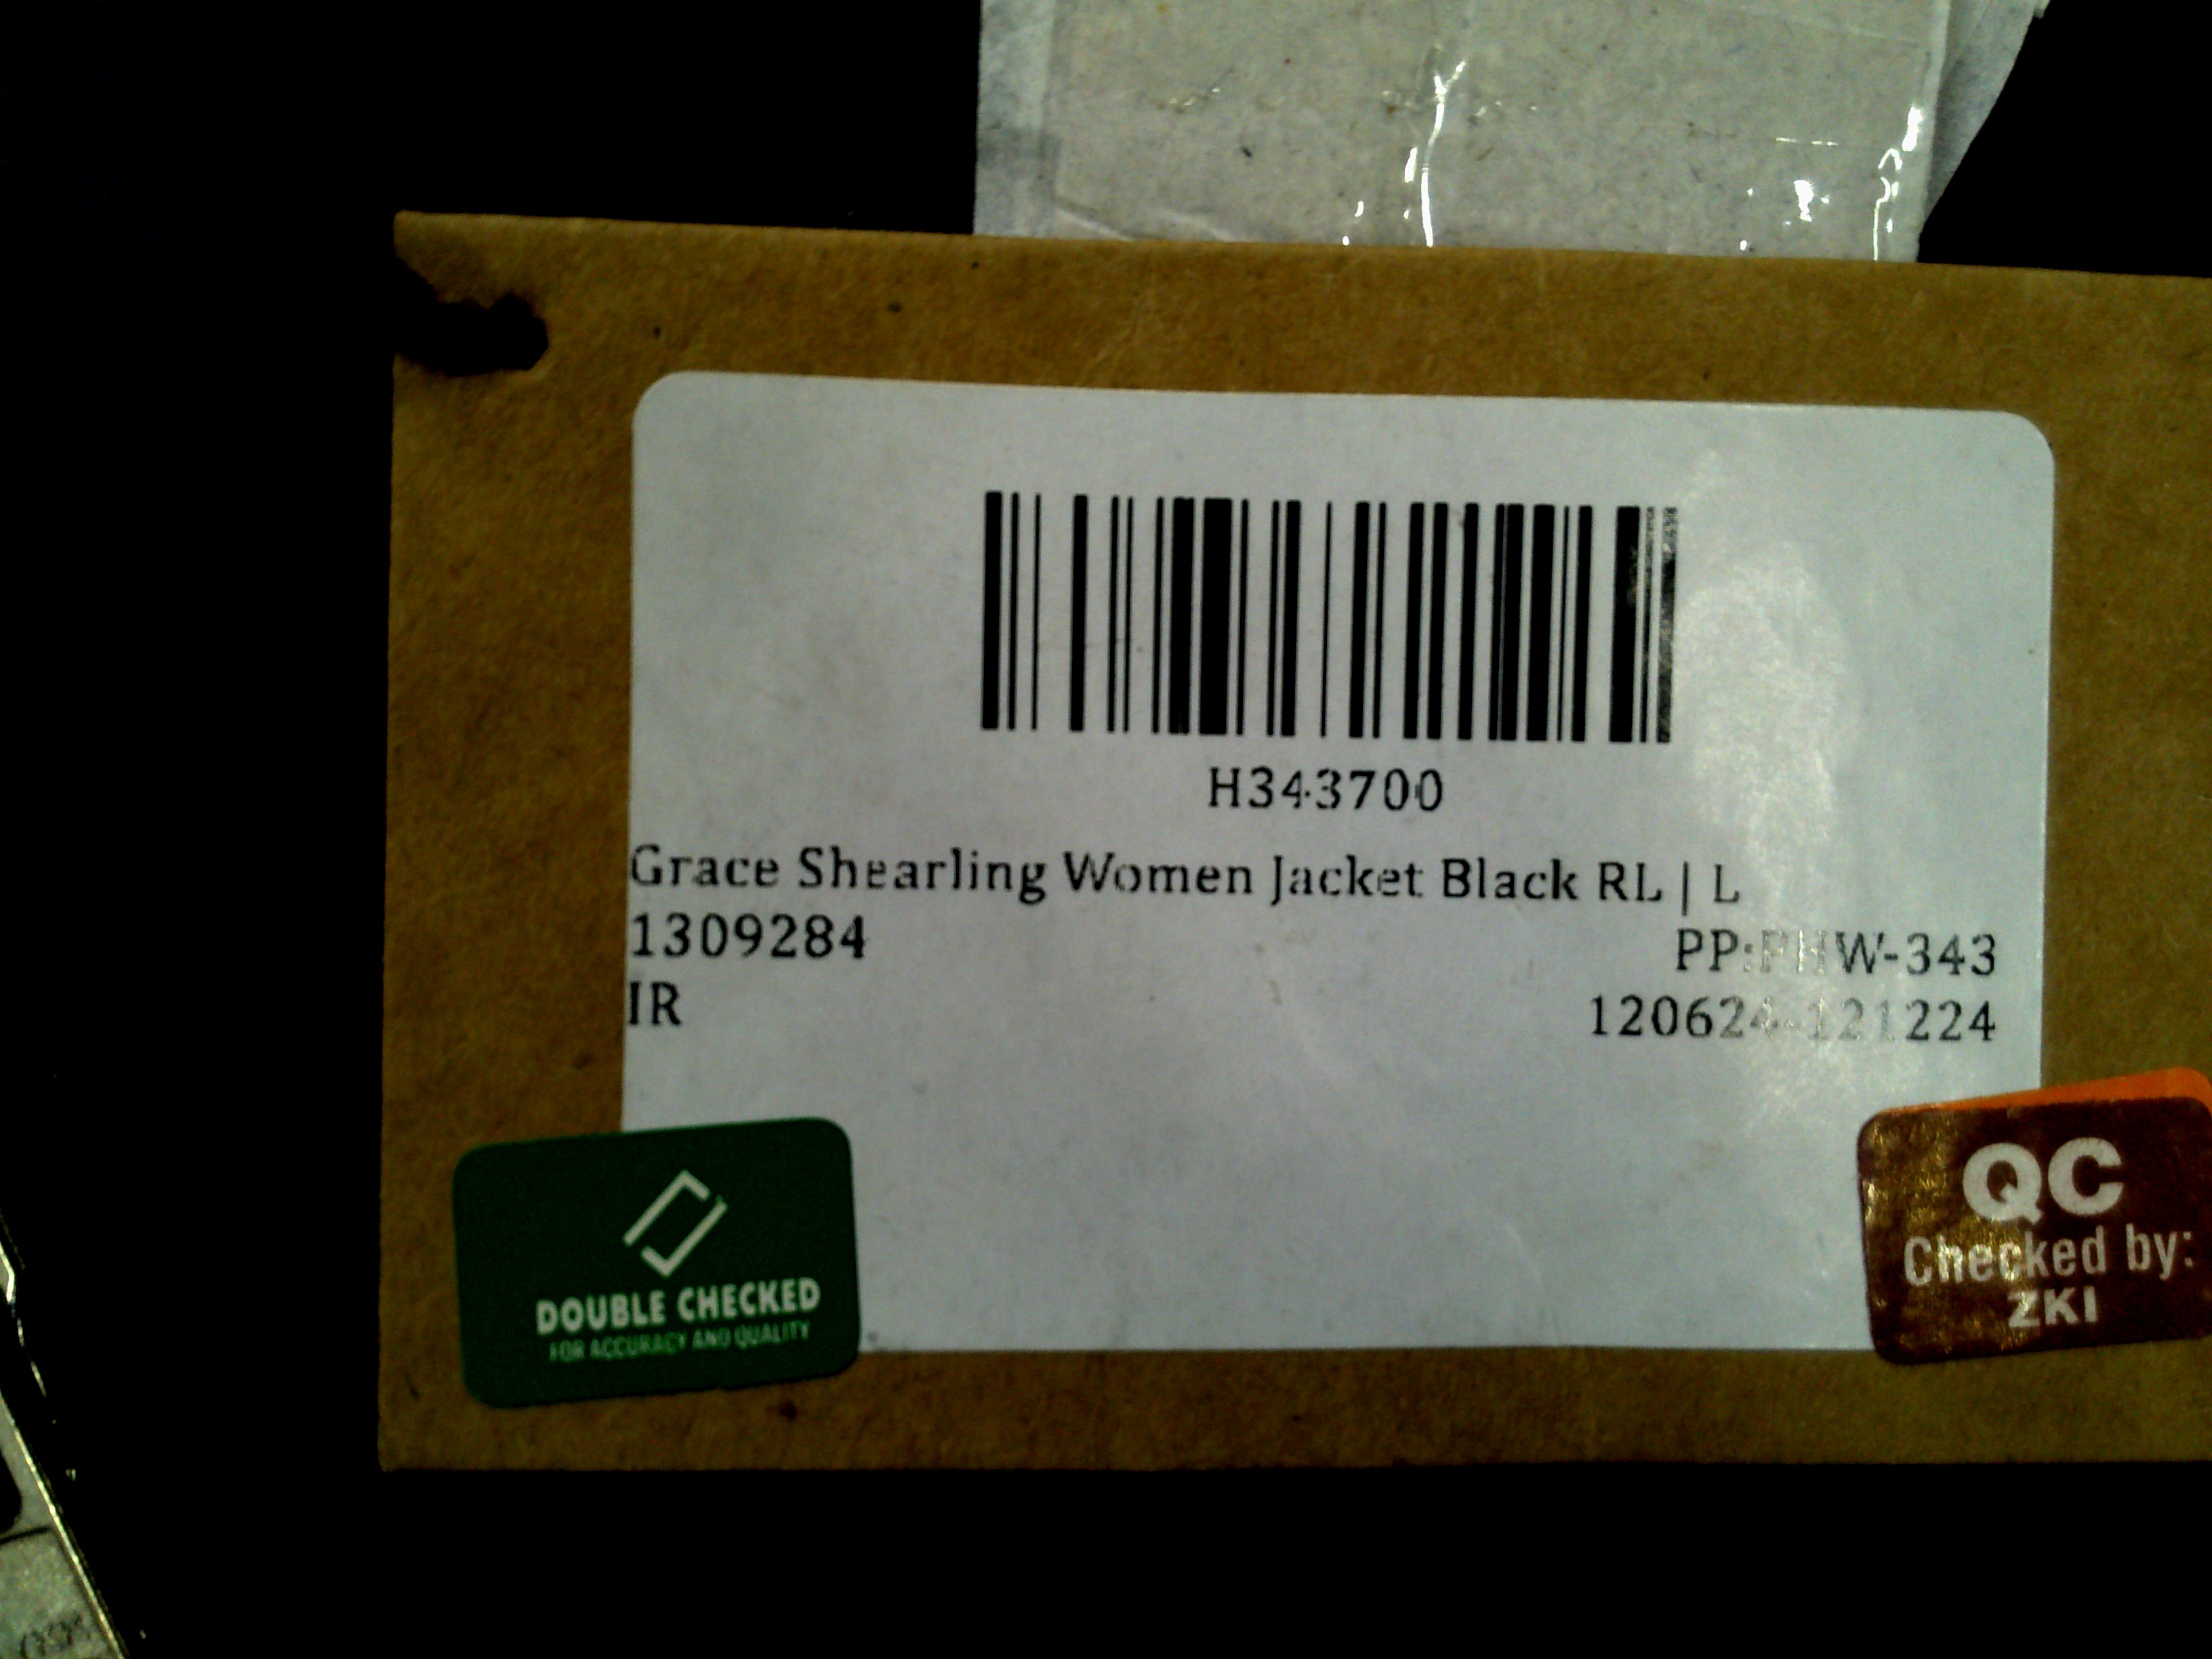 H343700
Grace Shearling Women Jacket Black RL | L
1309284
PP:FHW-343
IR
120624-121224
DOUBLE CHECKED
FOR ACCURACY AND QUALITY
QC
Checked by:
ZKI